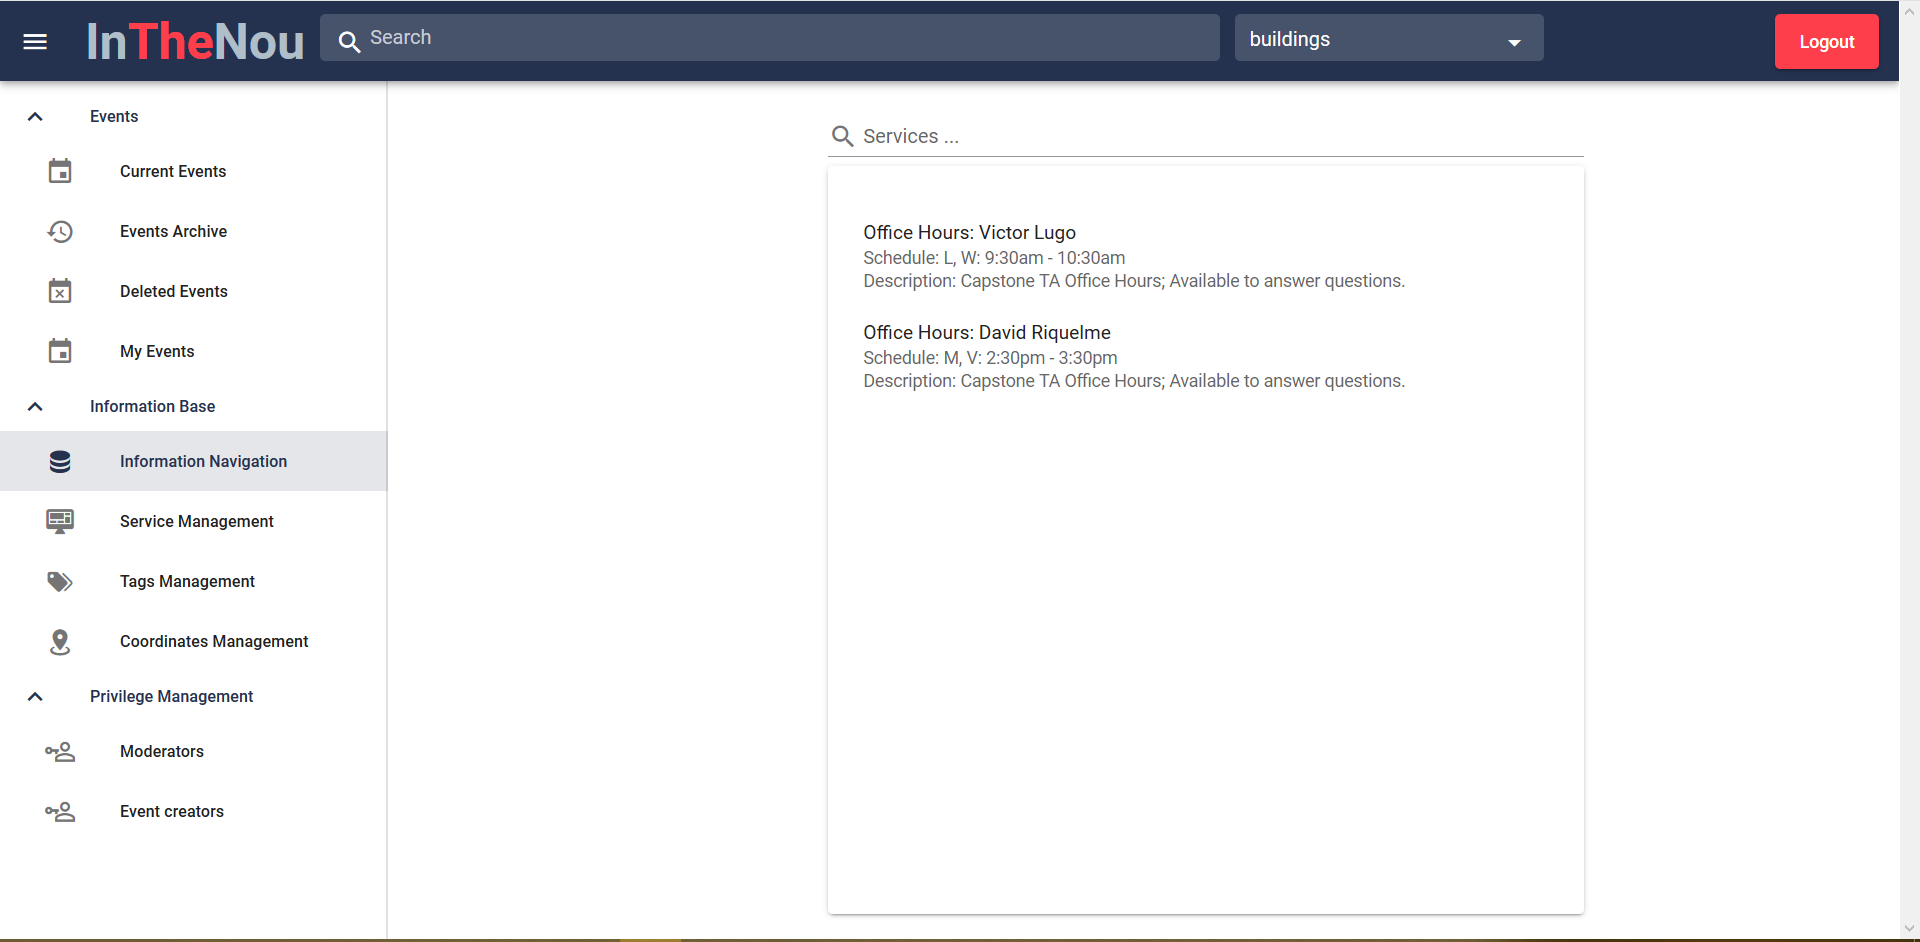 InTheNou
Search
buildings
Logout
Events
Current Events
Events Archive
Deleted Events
My Events
Information Base
Information Navigation
Service Management
Tags Management
Coordinates Management
Privilege Management
Moderators
Event creators
Services ...
Office Hours: Victor Lugo
Schedule: L, W: 9:30am - 10:30am
Description: Capstone TA Office Hours; Available to answer questions.
Office Hours: David Riquelme
Schedule: M, V: 2:30pm - 3:30pm
Description: Capstone TA Office Hours; Available to answer questions.